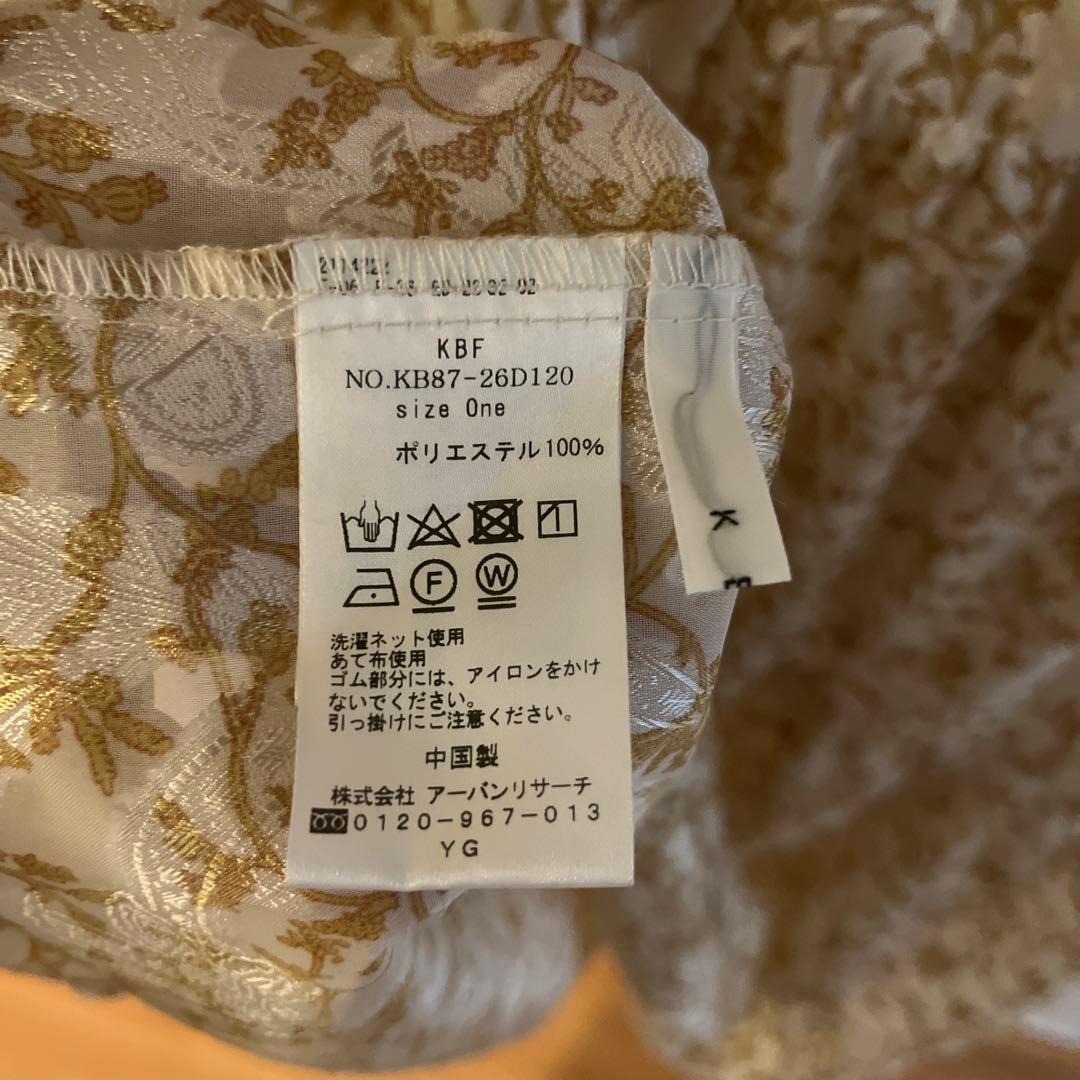 KBF
NO.KB87-26D120
size One
ポリエステル100%
F
W
洗濯ネット使用
あて布使用
ゴム部分には、アイロンをかけ
ないでください。
引っ掛けにご注意ください。
中国製
株式会社 アーバンリサーチ
0120-967-013
YG
K